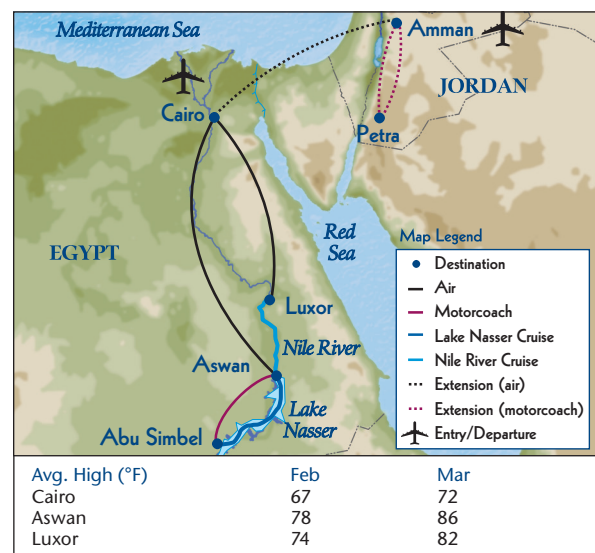 Mediterranean Sea
Amman
JORDAN
Cairo
Petra
EGYPT
Red
Sea
Luxor
Nile River
Aswan
Lake
Nasser
Abu Simbel
Map Legend
Destination
Air
Motorcoach
Lake Nasser Cruise
Nile River Cruise
Extension (air)
Extension (motorcoach)
Entry/Departure
Avg. High (°F) Feb Mar
Cairo 67 72
Aswan 78 86
Luxor 74 82